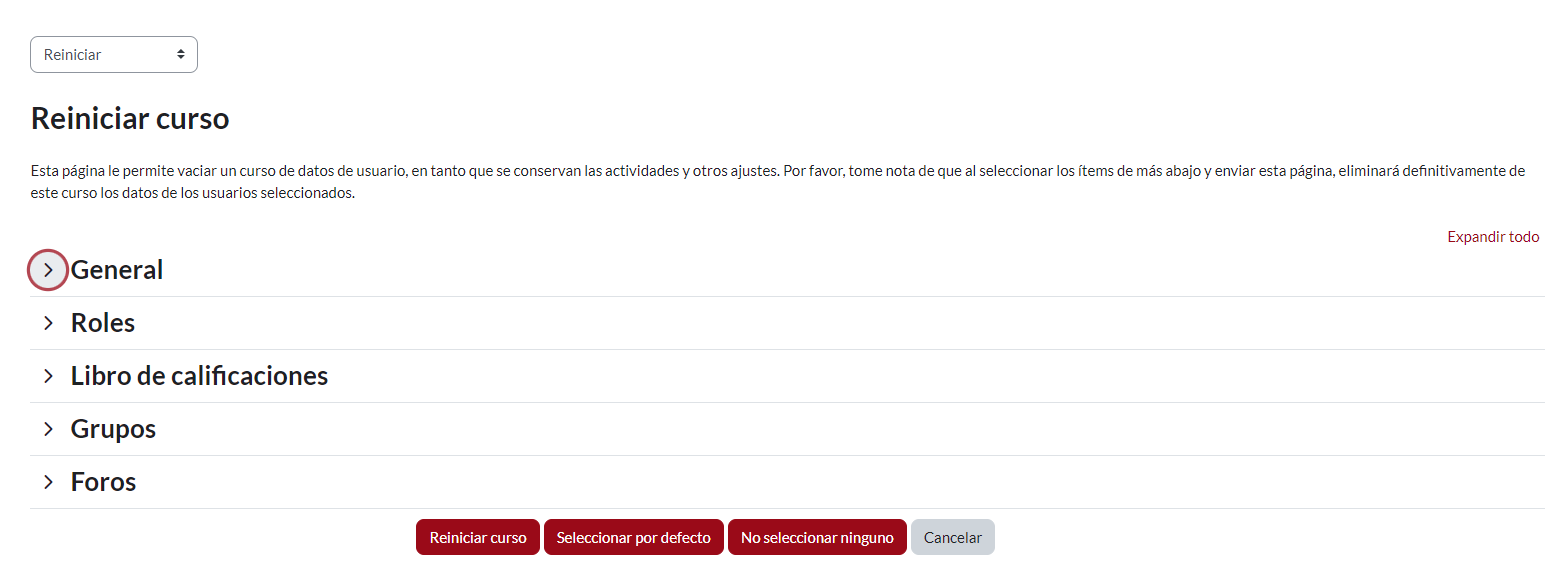 Reiniciar
Reiniciar curso
Esta página le permite vaciar un curso de datos de usuario, en tanto que se conservan las actividades y otros ajustes. Por favor, tome nota de que al seleccionar los ítems de más abajo y enviar esta página, eliminará definitivamente de
este curso los datos de los usuarios seleccionados.
Expandir todo
General
Roles
Libro de calificaciones
Grupos
Foros
Reiniciar curso Seleccionar por defecto No seleccionar ninguno Cancelar